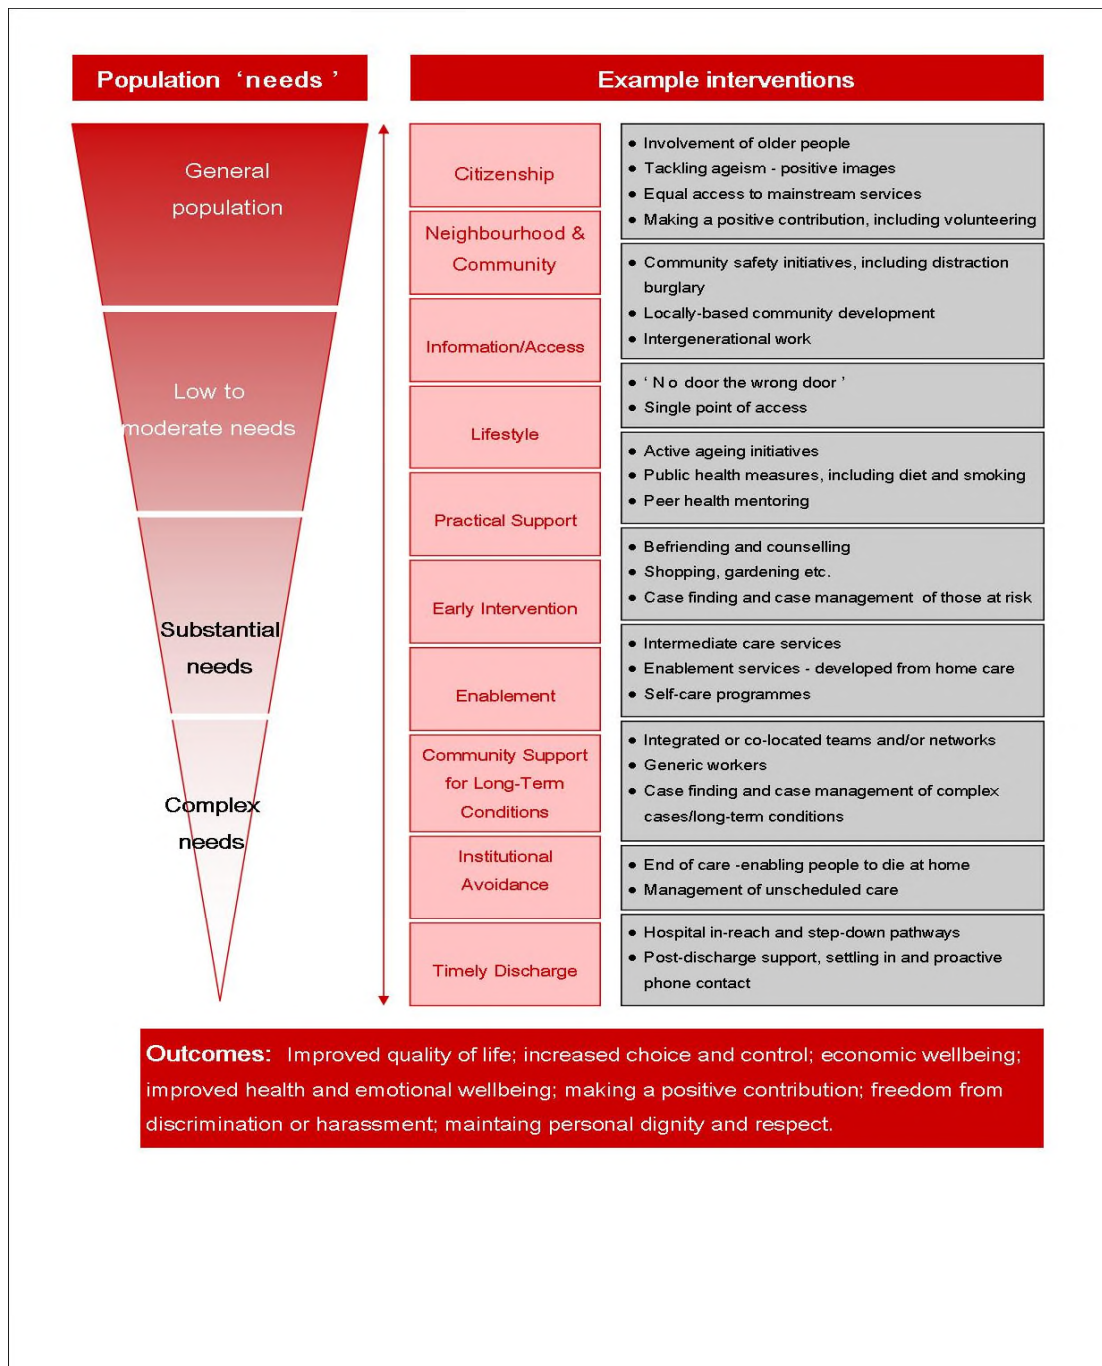 Population ‘needs’
Example interventions
General
population
Low to
moderate needs
Substantial
needs
Complex
needs
Citizenship
Neighbourhood &
Community
Information/Access
Lifestyle
Practical Support
Early Intervention
Enablement
Community Support
for Long-Term
Conditions
Institutional
Avoidance
Timely Discharge
• Involvement of older people
• Tackling ageism - positive images
• Equal access to mainstream services
• Making a positive contribution, including volunteering
• Community safety initiatives, including distraction
burglary
• Locally-based community development
• Intergenerational work
• ‘No door the wrong door’
• Single point of access
• Active ageing initiatives
• Public health measures, including diet and smoking
• Peer health mentoring
• Befriending and counselling
• Shopping, gardening etc.
• Case finding and case management of those at risk
• Intermediate care services
• Enablement services - developed from home care
• Self-care programmes
• Integrated or co-located teams and/or networks
• Generic workers
• Case finding and case management of complex
cases/long-term conditions
• End of care -enabling people to die at home
• Management of unscheduled care
• Hospital in-reach and step-down pathways
• Post-discharge support, settling in and proactive
phone contact
Outcomes: Improved quality of life; increased choice and control; economic wellbeing;
improved health and emotional wellbeing; making a positive contribution; freedom from
discrimination or harassment; maintaing personal dignity and respect.